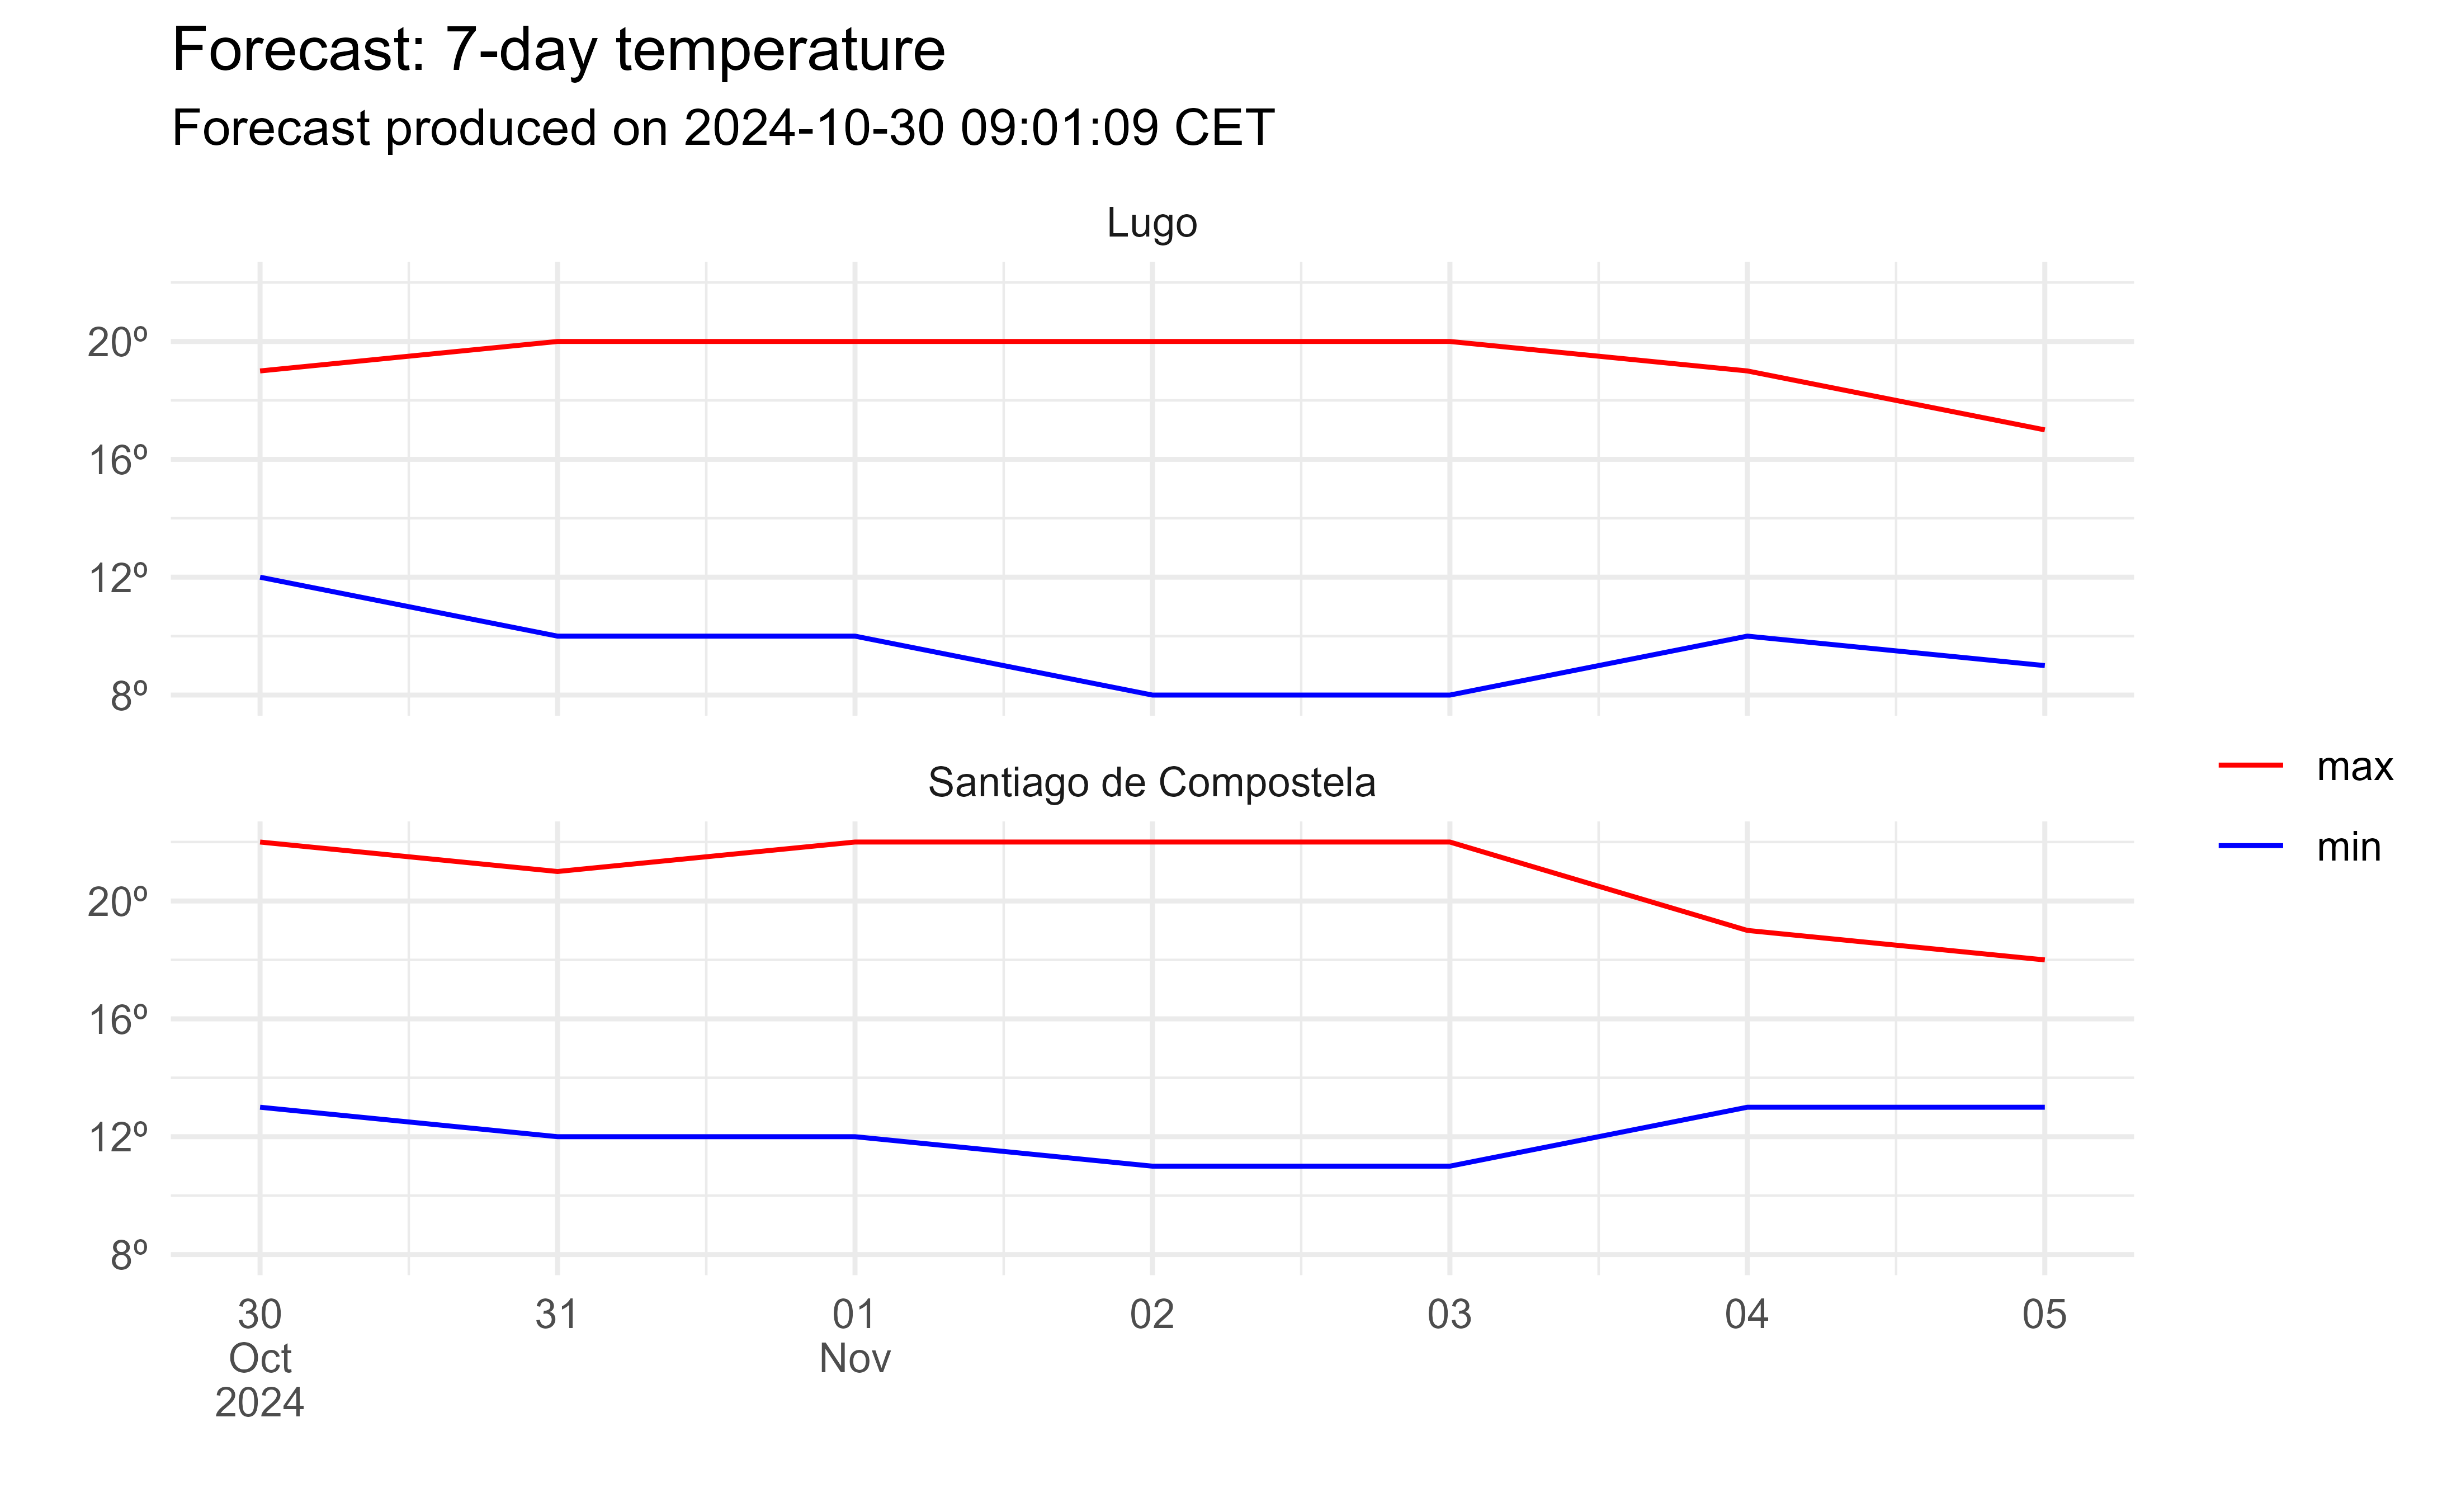 Forecast: 7-day temperature
Forecast produced on 2024-10-30 09:01:09 CET
Lugo
20º
16º
12º
8º
Santiago de Compostela
20º
16º
12º
8º
30 31 01 02 03 04 05
Oct Nov
2024
max
min